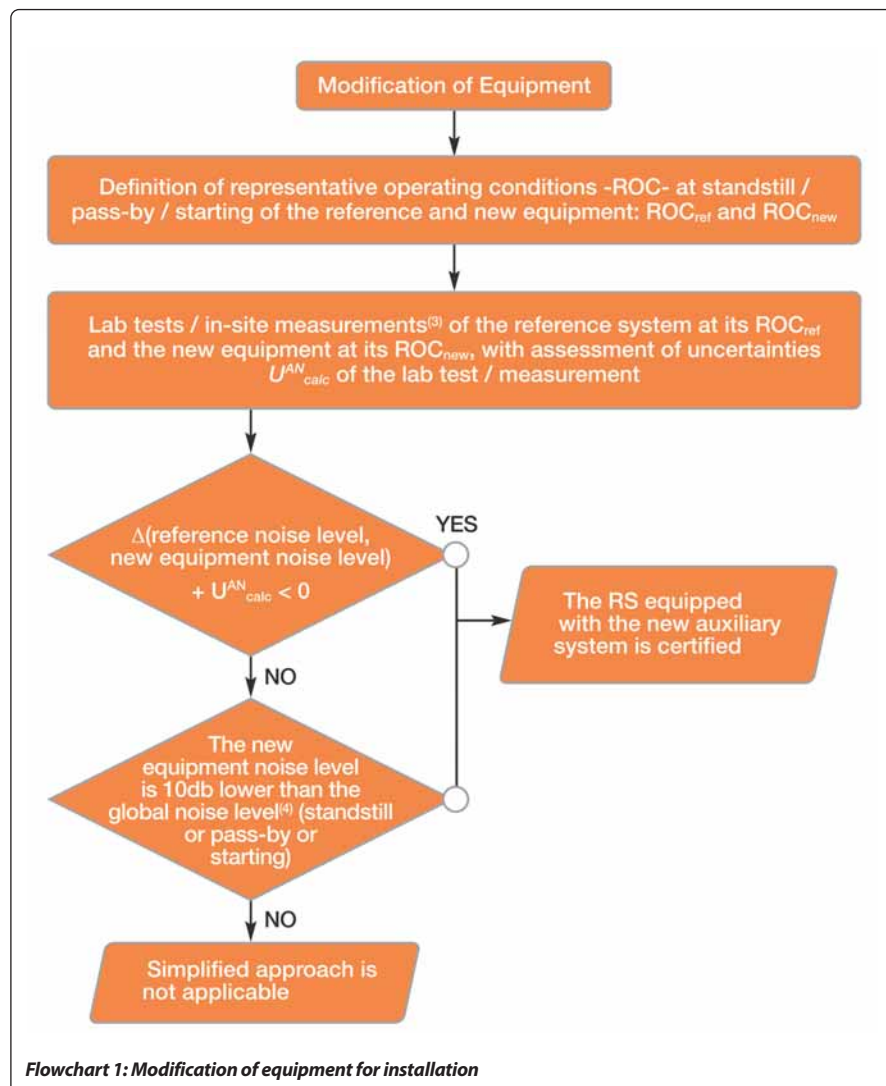 Modification of Equipment
Definition of representative operating conditions -ROC- at standstill /
pass-by / starting of the reference and new equipment: ROCref and ROCnew
Lab tests / in-site measurements(3) of the reference system at its ROCref
and the new equipment at its ROCnew, with assessment of uncertainties
U^AN_calc of the lab test / measurement
Δ(reference noise level,
new equipment noise level)
+ U^AN_calc < 0
YES
The RS equipped
with the new auxiliary
system is certified
NO
The new
equipment noise level
is 10db lower than the
global noise level(4) (standstill
or pass-by or
starting)
NO
Simplified approach is
not applicable
Flowchart 1: Modification of equipment for installation